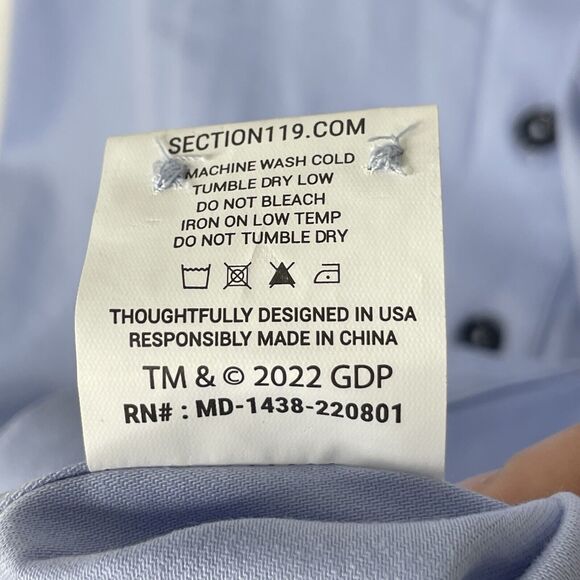 SECTION119.COM
MACHINE WASH COLD
TUMBLE DRY LOW
DO NOT BLEACH
IRON ON LOW TEMP
DO NOT TUMBLE DRY
THOUGHTFULLY DESIGNED IN USA
RESPONSIBLY MADE IN CHINA
TM & © 2022 GDP
RN# : MD-1438-220801